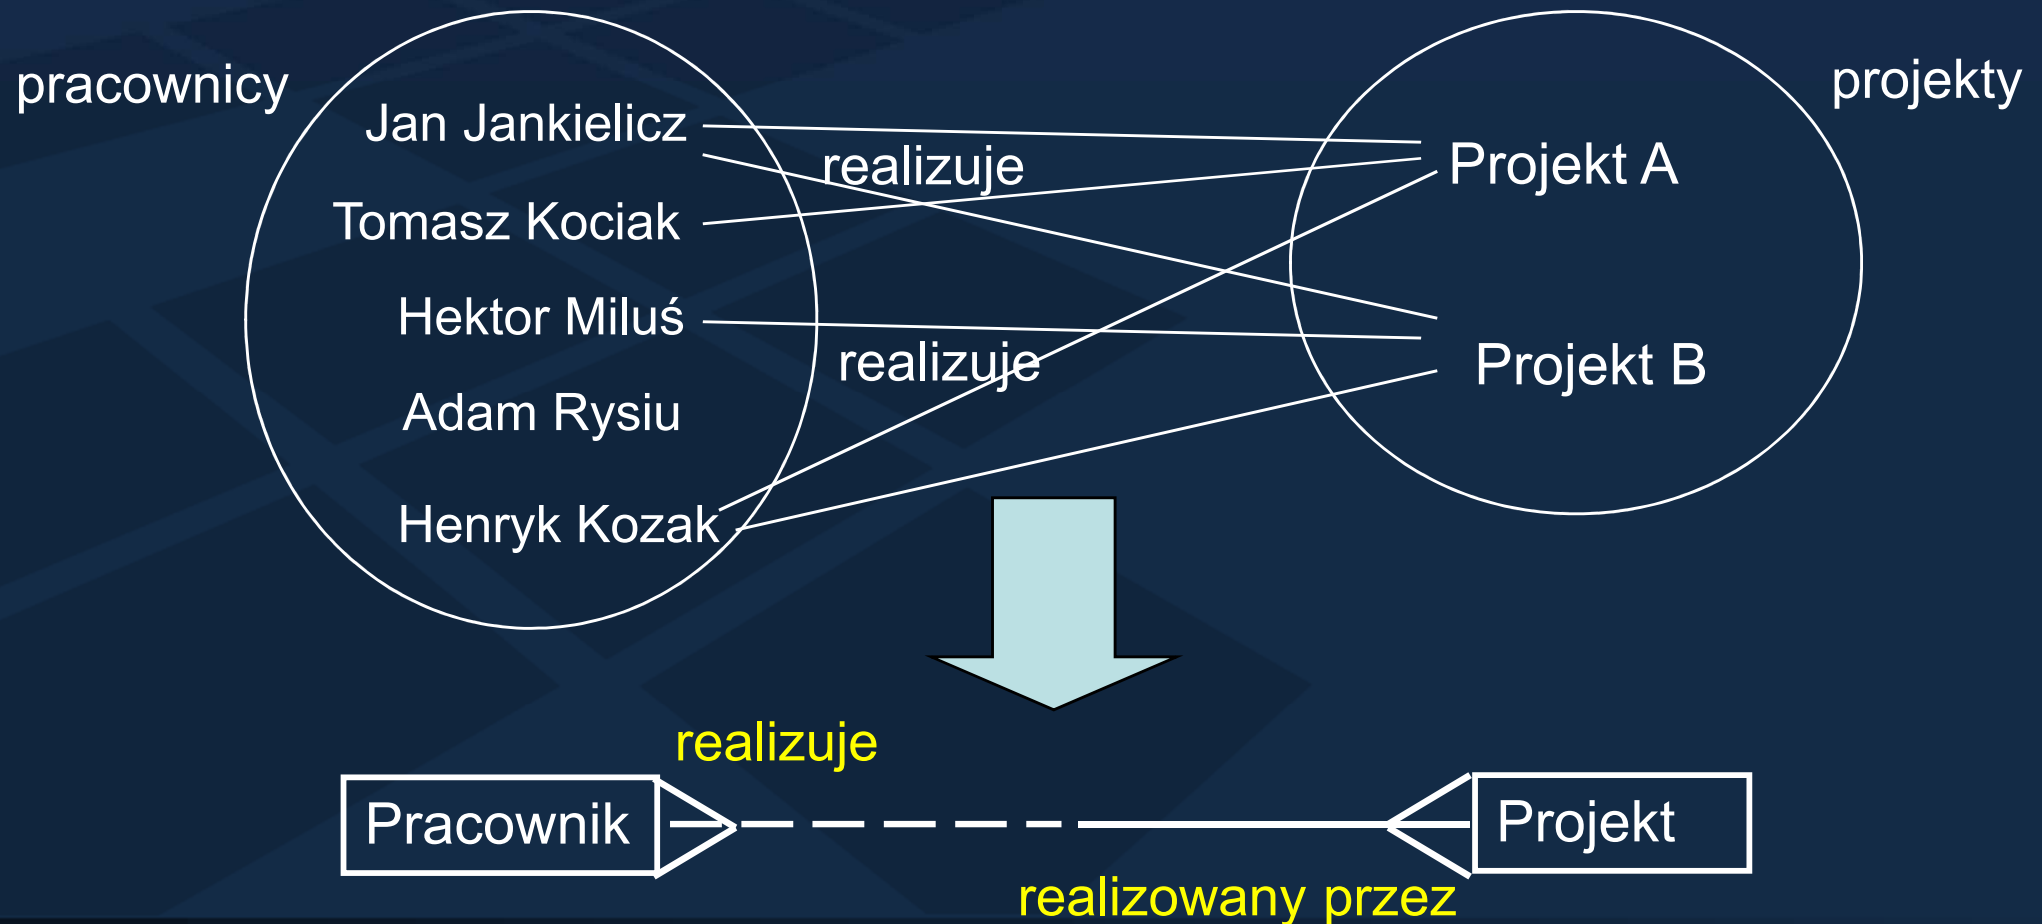 pracownicy
projekty
Jan Jankielicz
realizuje
Projekt A
Tomasz Kociak
Hektor Miluś
realizuje
Projekt B
Adam Rysiu
Henryk Kozak
realizuje
Pracownik
Projekt
realizowany przez